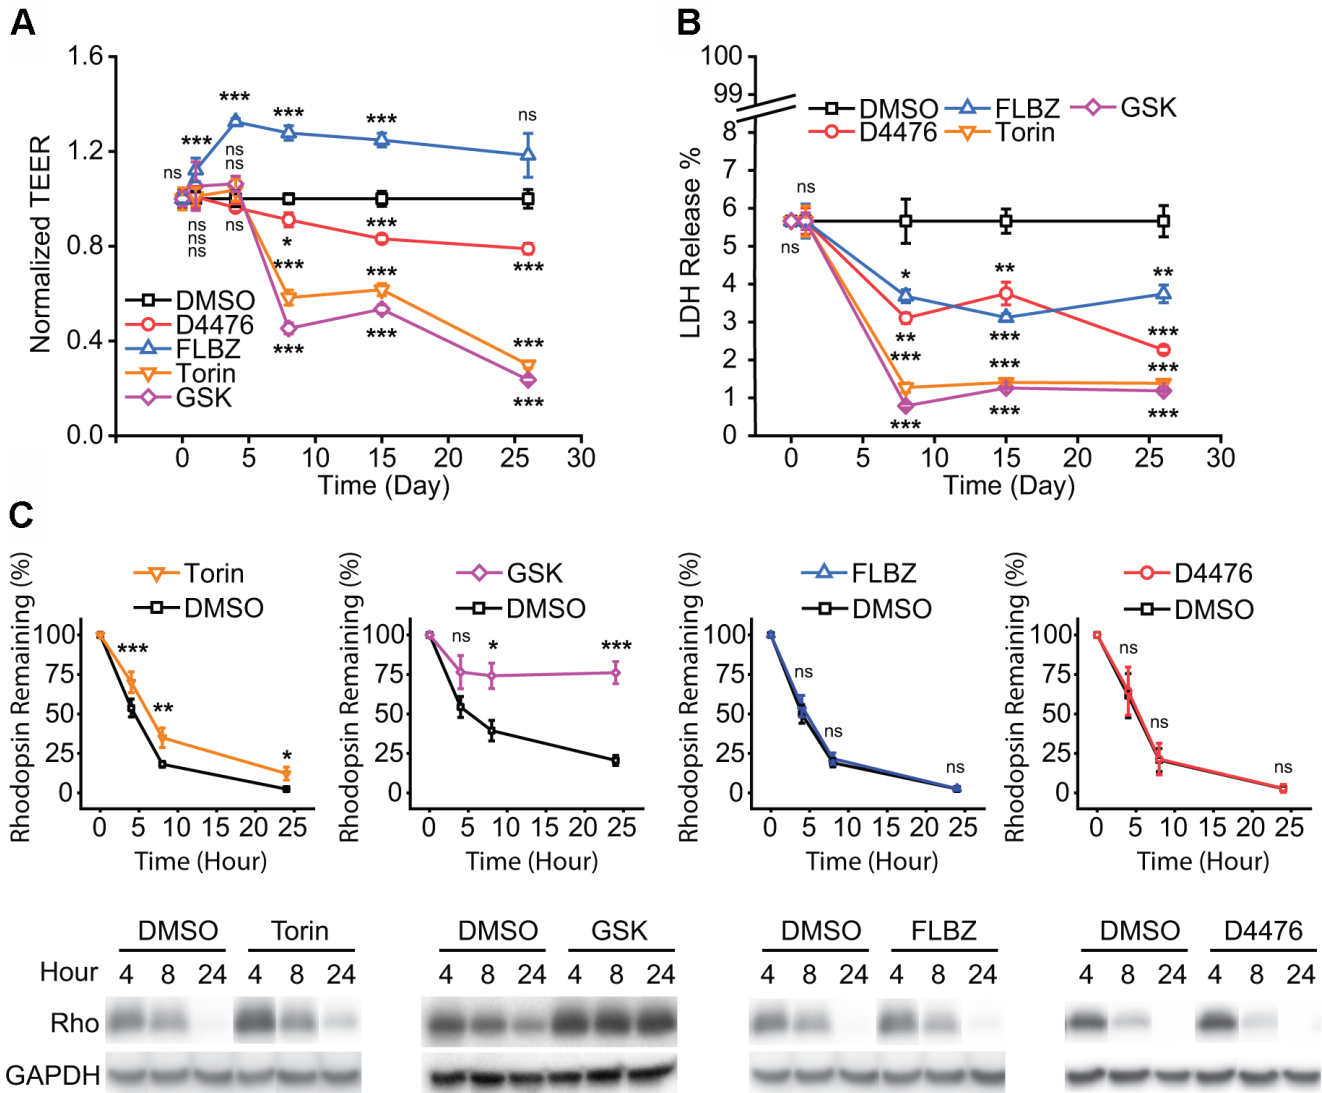 A
1.6
1.2
0.8
0.4
0.0
Normalized TEER
ns
***
***
***
***
ns
ns
ns
ns
ns
ns
ns
*
***
***
***
***
***
***
***
***
DMSO
D4476
FLBZ
Torin
GSK
0 5 10 15 20 25 30
Time (Day)
B
100
99
8
7
6
5
4
3
2
1
0
LDH Release %
DMSO FLBZ GSK
D4476 Torin
ns
ns
* ** **
** *** ***
*** *** ***
*** *** ***
0 5 10 15 20 25 30
Time (Day)
C
Rhodopsin Remaining (%)
Torin
DMSO
100
75
50
25
0
***
**
*
0 5 10 15 20 25
Time (Hour)
Rhodopsin Remaining (%)
GSK
DMSO
100
75
50
25
0
ns * ***
0 5 10 15 20 25
Time (Hour)
Rhodopsin Remaining (%)
FLBZ
DMSO
100
75
50
25
0
ns
ns
ns
0 5 10 15 20 25
Time (Hour)
Rhodopsin Remaining (%)
D4476
DMSO
100
75
50
25
0
ns
ns
ns
0 5 10 15 20 25
Time (Hour)
DMSO Torin DMSO GSK DMSO FLBZ DMSO D4476
Hour 4 8 24 4 8 24 4 8 24 4 8 24 4 8 24 4 8 24 4 8 24 4 8 24
Rho
GAPDH